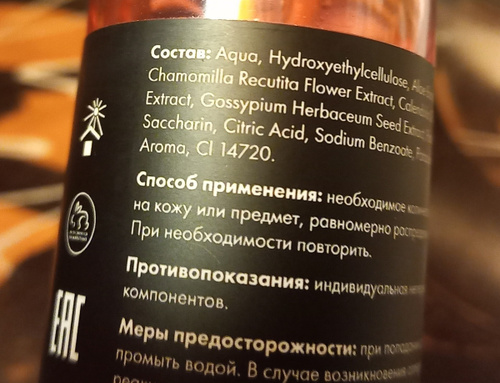 Состав: Aqua, Hydroxyethylcellulose,
Chamomilla Recutita Flower Extract,
Extract, Gossypium Herbaceum Seed
Saccharin, Citric Acid, Sodium Benzoate,
Aroma, CI 14720.
Способ применения: необходимое
на кожу или предмет, равномерно
При необходимости повторить.
Противопоказания: индивидуальная
компонентов.
Меры предосторожности: при
промыть водой. В случае возникновения
EAC